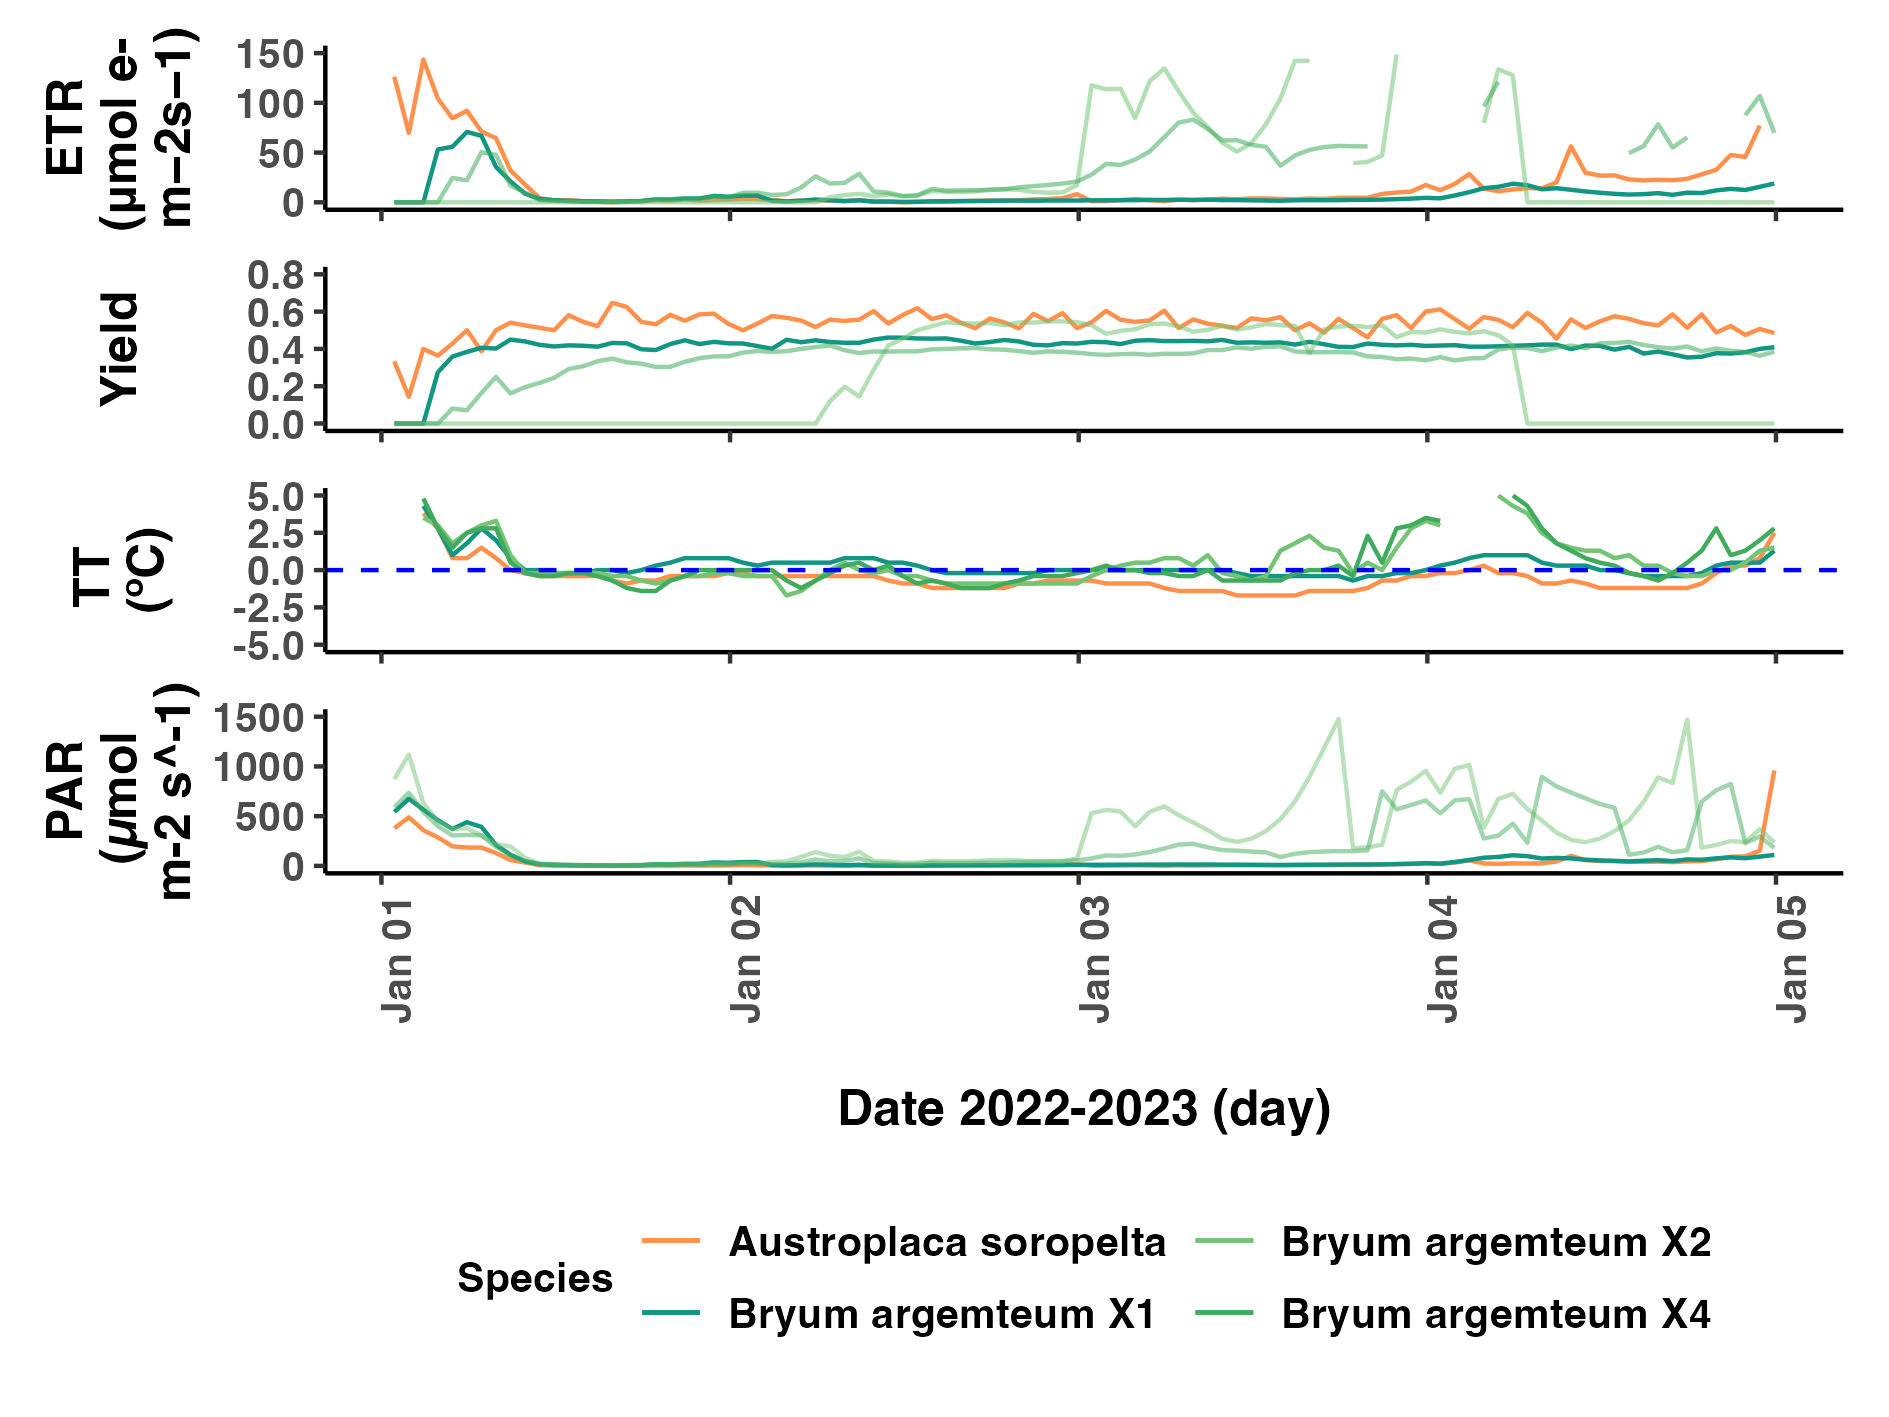 ETR
(µmol e-
m−2s−1)
150
100
50
0
Yield
0.8
0.6
0.4
0.2
0.0
TT
(ºC)
5.0
2.5
0.0
-2.5
-5.0
PAR
(µmol
m-2 s^-1)
1500
1000
500
0
Jan 01
Jan 02
Jan 03
Jan 04
Jan 05
Date 2022-2023 (day)
Species
Austroplaca soropelta
Bryum argemteum X2
Bryum argemteum X1
Bryum argemteum X4